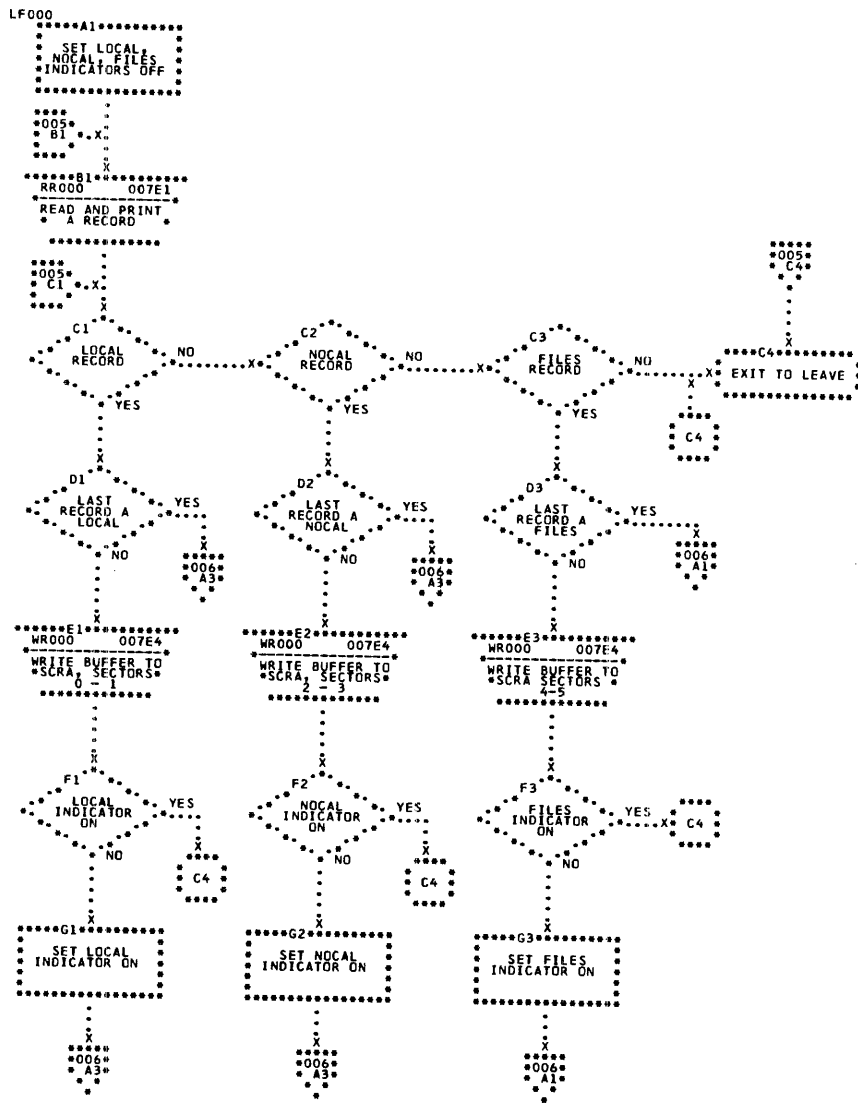 LF000
A1
SET LOCAL,
NOCAL, FILES
INDICATORS OFF
005
B1
B1
RR000 007E1
READ AND PRINT
A RECORD
005
C1
005
C4
C1
LOCAL
RECORD
NO
YES
C2
NOCAL
RECORD
NO
YES
C3
FILES
RECORD
NO
YES
C4
EXIT TO LEAVE
C4
D1
LAST
RECORD A
LOCAL
YES
NO
006
A3
D2
LAST
RECORD A
NOCAL
YES
NO
006
A3
D3
LAST
RECORD A
FILES
YES
NO
006
A1
E1
WR000 007E4
WRITE BUFFER TO
SCRA, SECTORS
0 - 1
E2
WR000 007E4
WRITE BUFFER TO
SCRA, SECTORS
2 - 3
E3
WR000 007E4
WRITE BUFFER TO
SCRA SECTORS
4-5
F1
LOCAL
INDICATOR
ON
YES
NO
C4
F2
NOCAL
INDICATOR
ON
YES
NO
C4
F3
FILES
INDICATOR
ON
YES
NO
C4
G1
SET LOCAL
INDICATOR ON
G2
SET NOCAL
INDICATOR ON
G3
SET FILES
INDICATOR ON
006
A3
006
A3
006
A1